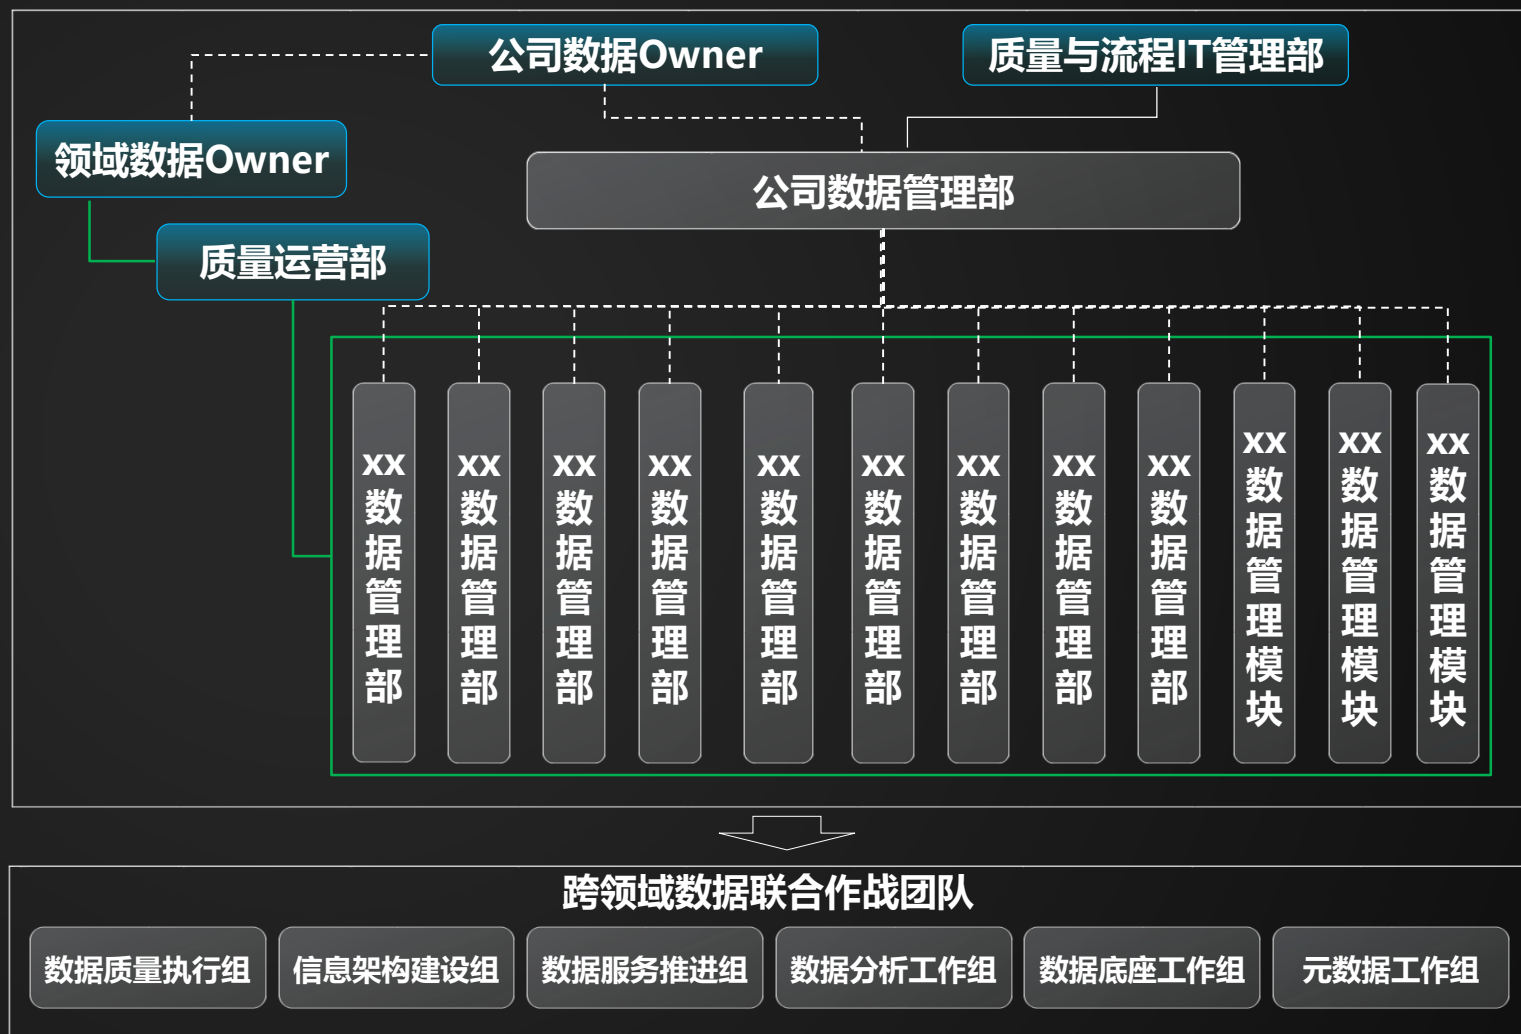 公司数据Owner
质量与流程IT管理部
领域数据Owner
公司数据管理部
质量运营部
xx数据管理部
xx数据管理部
xx数据管理部
xx数据管理部
xx数据管理部
xx数据管理部
xx数据管理部
xx数据管理部
xx数据管理部
xx数据管理模块
xx数据管理模块
xx数据管理模块
跨领域数据联合作战团队
数据质量执行组
信息架构建设组
数据服务推进组
数据分析工作组
数据底座工作组
元数据工作组